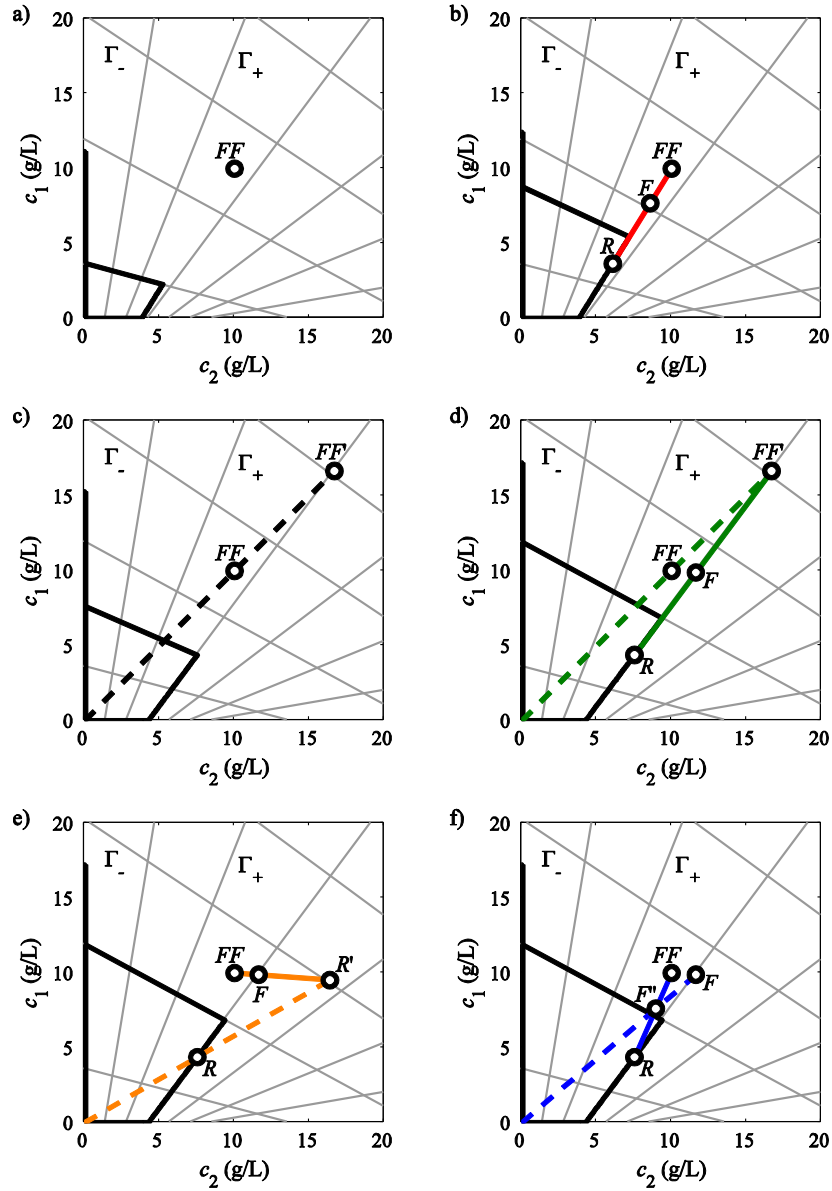 a)
20
15
10
5
0
c1 (g/L)
Γ-
Γ+
FF
0 5 10 15 20
c2 (g/L)
b)
20
15
10
5
0
c1 (g/L)
Γ-
Γ+
FF
F
R
0 5 10 15 20
c2 (g/L)
c)
20
15
10
5
0
c1 (g/L)
Γ-
Γ+
FF'
FF
0 5 10 15 20
c2 (g/L)
d)
20
15
10
5
0
c1 (g/L)
Γ-
Γ+
FF'
FF
F
R
0 5 10 15 20
c2 (g/L)
e)
20
15
10
5
0
c1 (g/L)
Γ-
Γ+
FF
R'
F
R
0 5 10 15 20
c2 (g/L)
f)
20
15
10
5
0
c1 (g/L)
Γ-
Γ+
FF
F
F"
R
0 5 10 15 20
c2 (g/L)